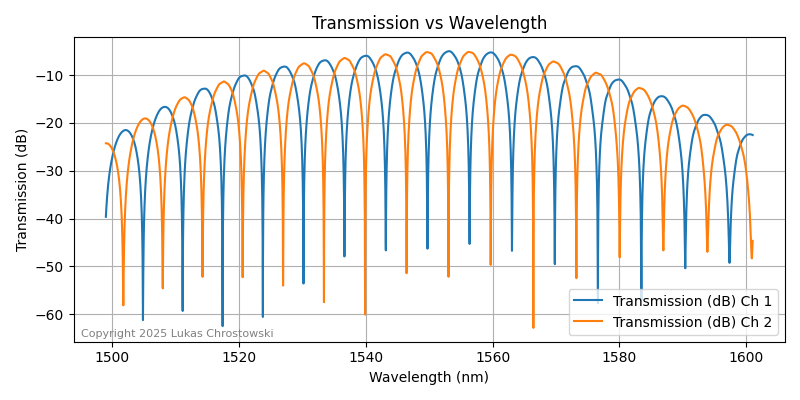 Transmission vs Wavelength
Transmission (dB)
−10
−20
−30
−40
−50
−60
Transmission (dB) Ch 1
Transmission (dB) Ch 2
Copyright 2025 Lukas Chrostowski
1500 1520 1540 1560 1580 1600
Wavelength (nm)